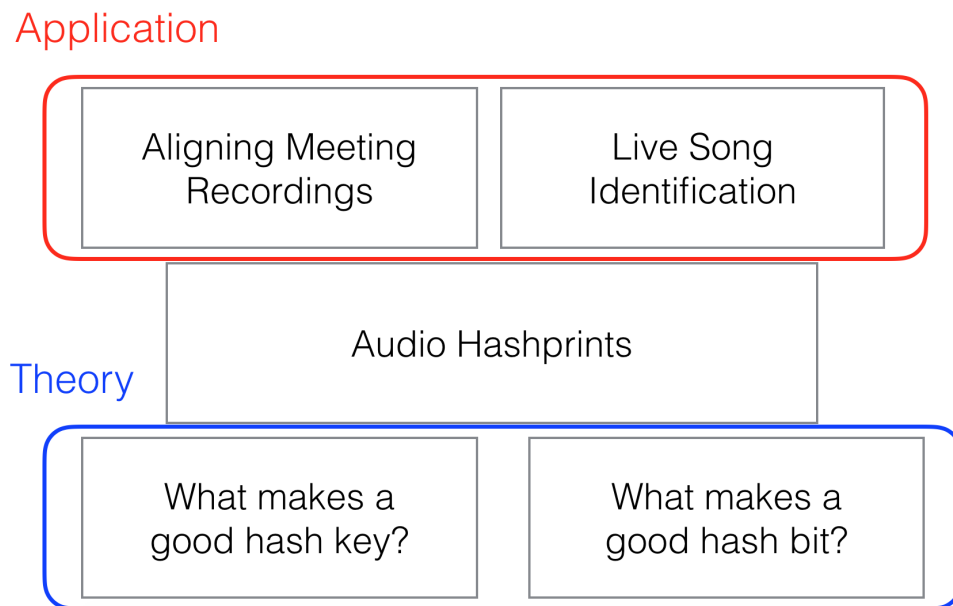 Application
Aligning Meeting
Recordings
Live Song
Identification
Audio Hashprints
Theory
What makes a
good hash key?
What makes a
good hash bit?